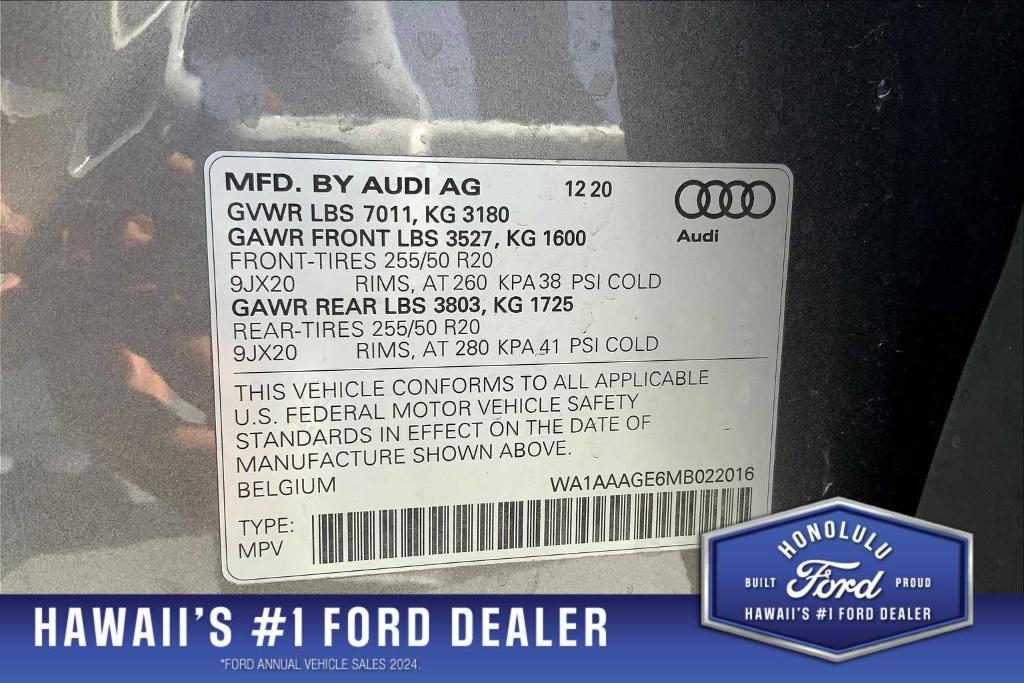 MFD. BY AUDI AG 12 20
GVWR LBS 7011, KG 3180
GAWR FRONT LBS 3527, KG 1600
Audi
FRONT-TIRES 255/50 R20
9JX20 RIMS, AT 260 KPA 38 PSI COLD
GAWR REAR LBS 3803, KG 1725
REAR-TIRES 255/50 R20
9JX20 RIMS, AT 280 KPA 41 PSI COLD
THIS VEHICLE CONFORMS TO ALL APPLICABLE
U.S. FEDERAL MOTOR VEHICLE SAFETY
STANDARDS IN EFFECT ON THE DATE OF
MANUFACTURE SHOWN ABOVE.
BELGIUM WA1AAAGE6MB022016
TYPE:
MPV
HONOLULU
BUILT Ford PROUD
HAWAII'S #1 FORD DEALER
HAWAII'S #1 FORD DEALER
*FORD ANNUAL VEHICLE SALES 2024.